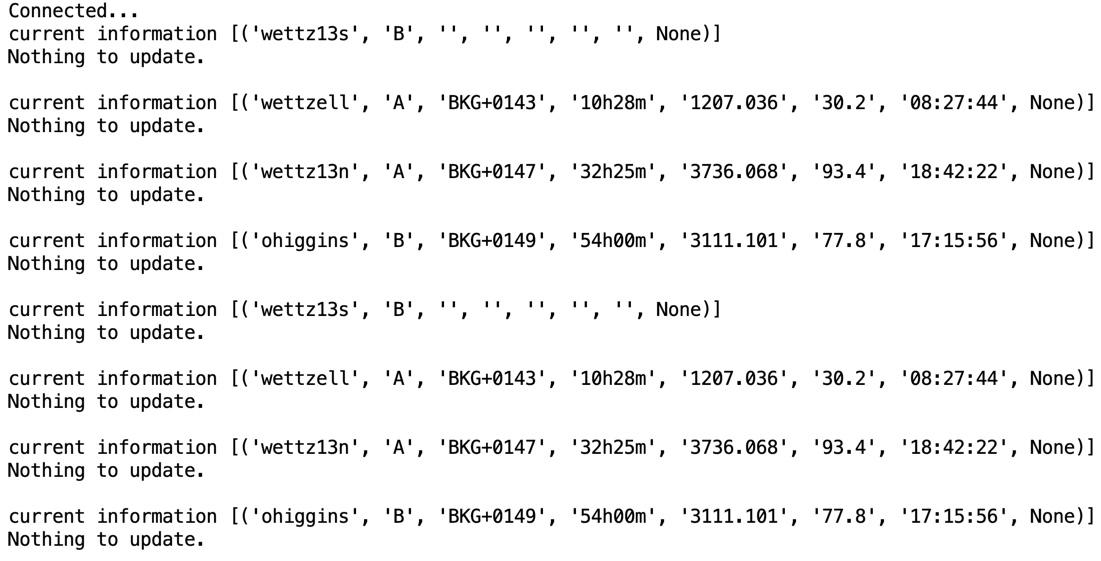 Connected...
current information [('wettz13s', 'B', '', '', '', '', '', None)]
Nothing to update.
current information [('wettzell', 'A', 'BKG+0143', '10h28m', '1207.036', '30.2', '08:27:44', None)]
Nothing to update.
current information [('wettz13n', 'A', 'BKG+0147', '32h25m', '3736.068', '93.4', '18:42:22', None)]
Nothing to update.
current information [('ohiggins', 'B', 'BKG+0149', '54h00m', '3111.101', '77.8', '17:15:56', None)]
Nothing to update.
current information [('wettz13s', 'B', '', '', '', '', '', None)]
Nothing to update.
current information [('wettzell', 'A', 'BKG+0143', '10h28m', '1207.036', '30.2', '08:27:44', None)]
Nothing to update.
current information [('wettz13n', 'A', 'BKG+0147', '32h25m', '3736.068', '93.4', '18:42:22', None)]
Nothing to update.
current information [('ohiggins', 'B', 'BKG+0149', '54h00m', '3111.101', '77.8', '17:15:56', None)]
Nothing to update.